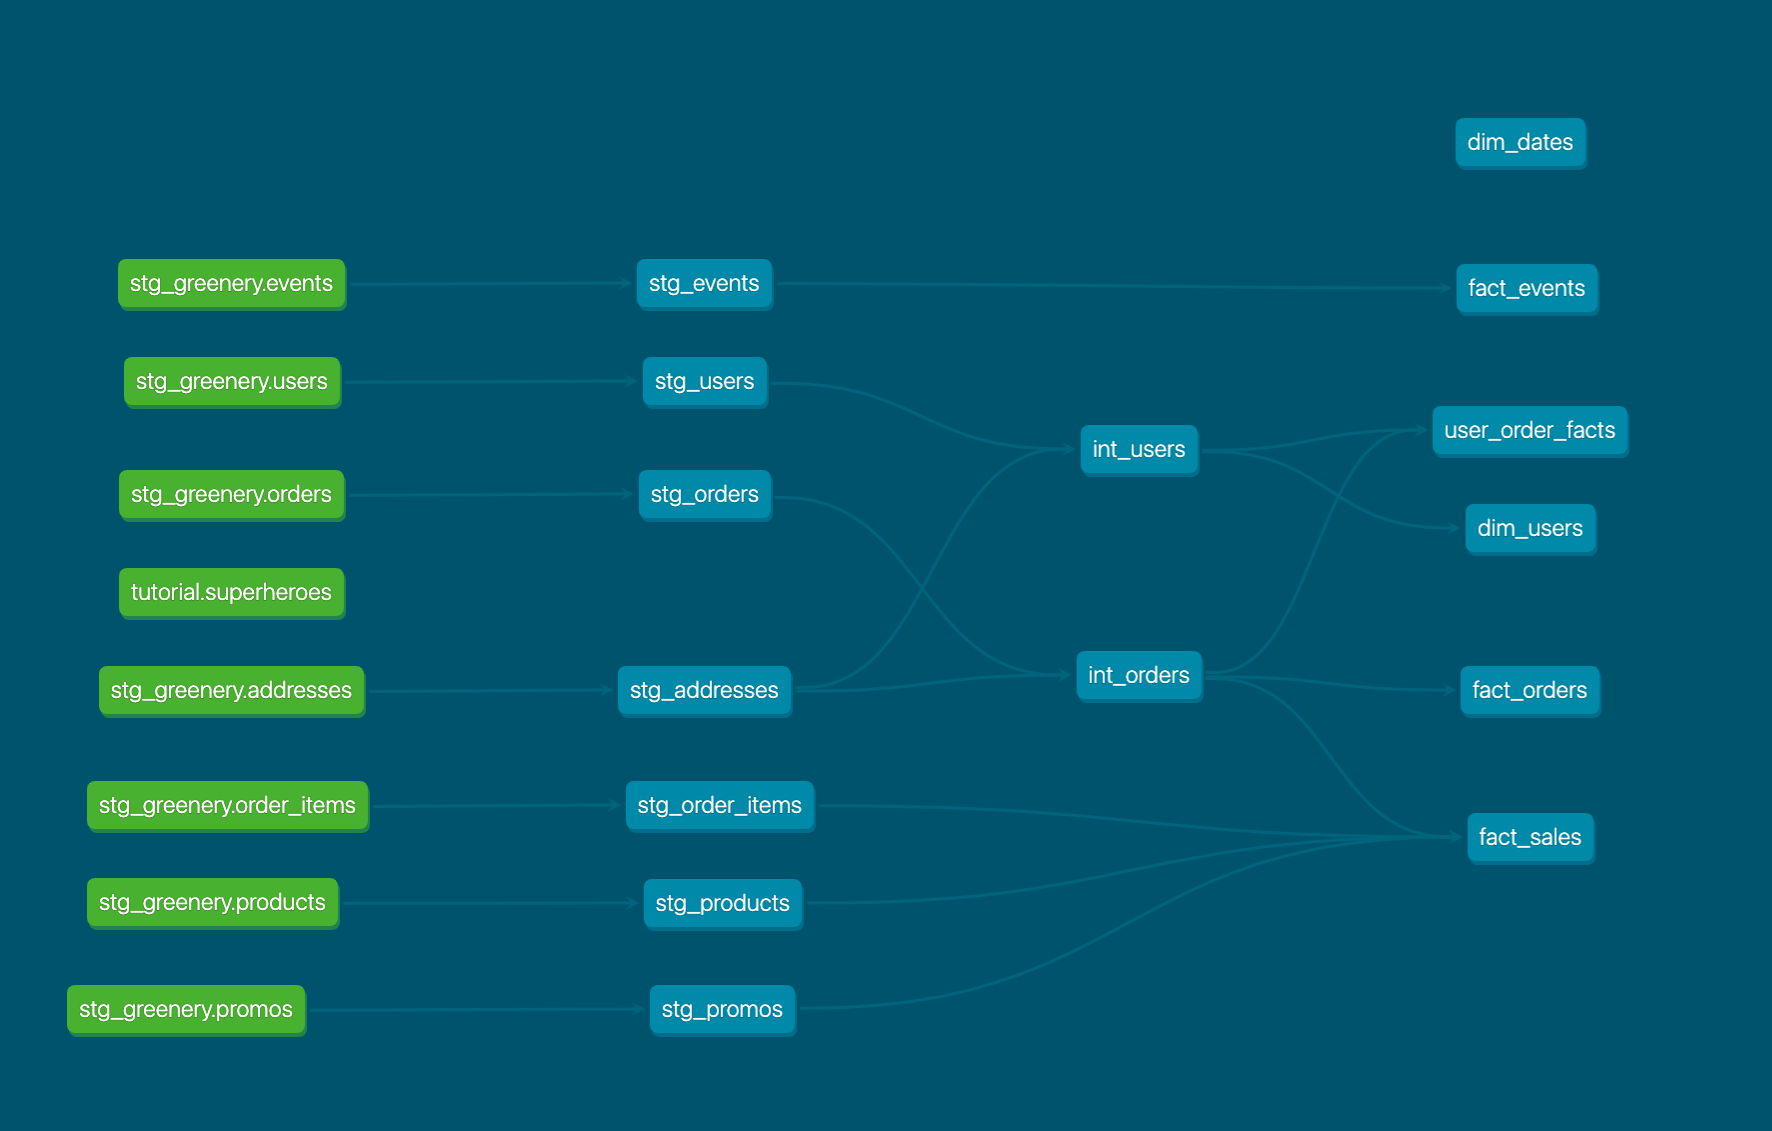 dim_dates
stg_greenery.events
stg_events
fact_events
stg_greenery.users
stg_users
int_users
user_order_facts
stg_greenery.orders
stg_orders
dim_users
tutorial.superheroes
stg_greenery.addresses
stg_addresses
int_orders
fact_orders
stg_greenery.order_items
stg_order_items
fact_sales
stg_greenery.products
stg_products
stg_greenery.promos
stg_promos